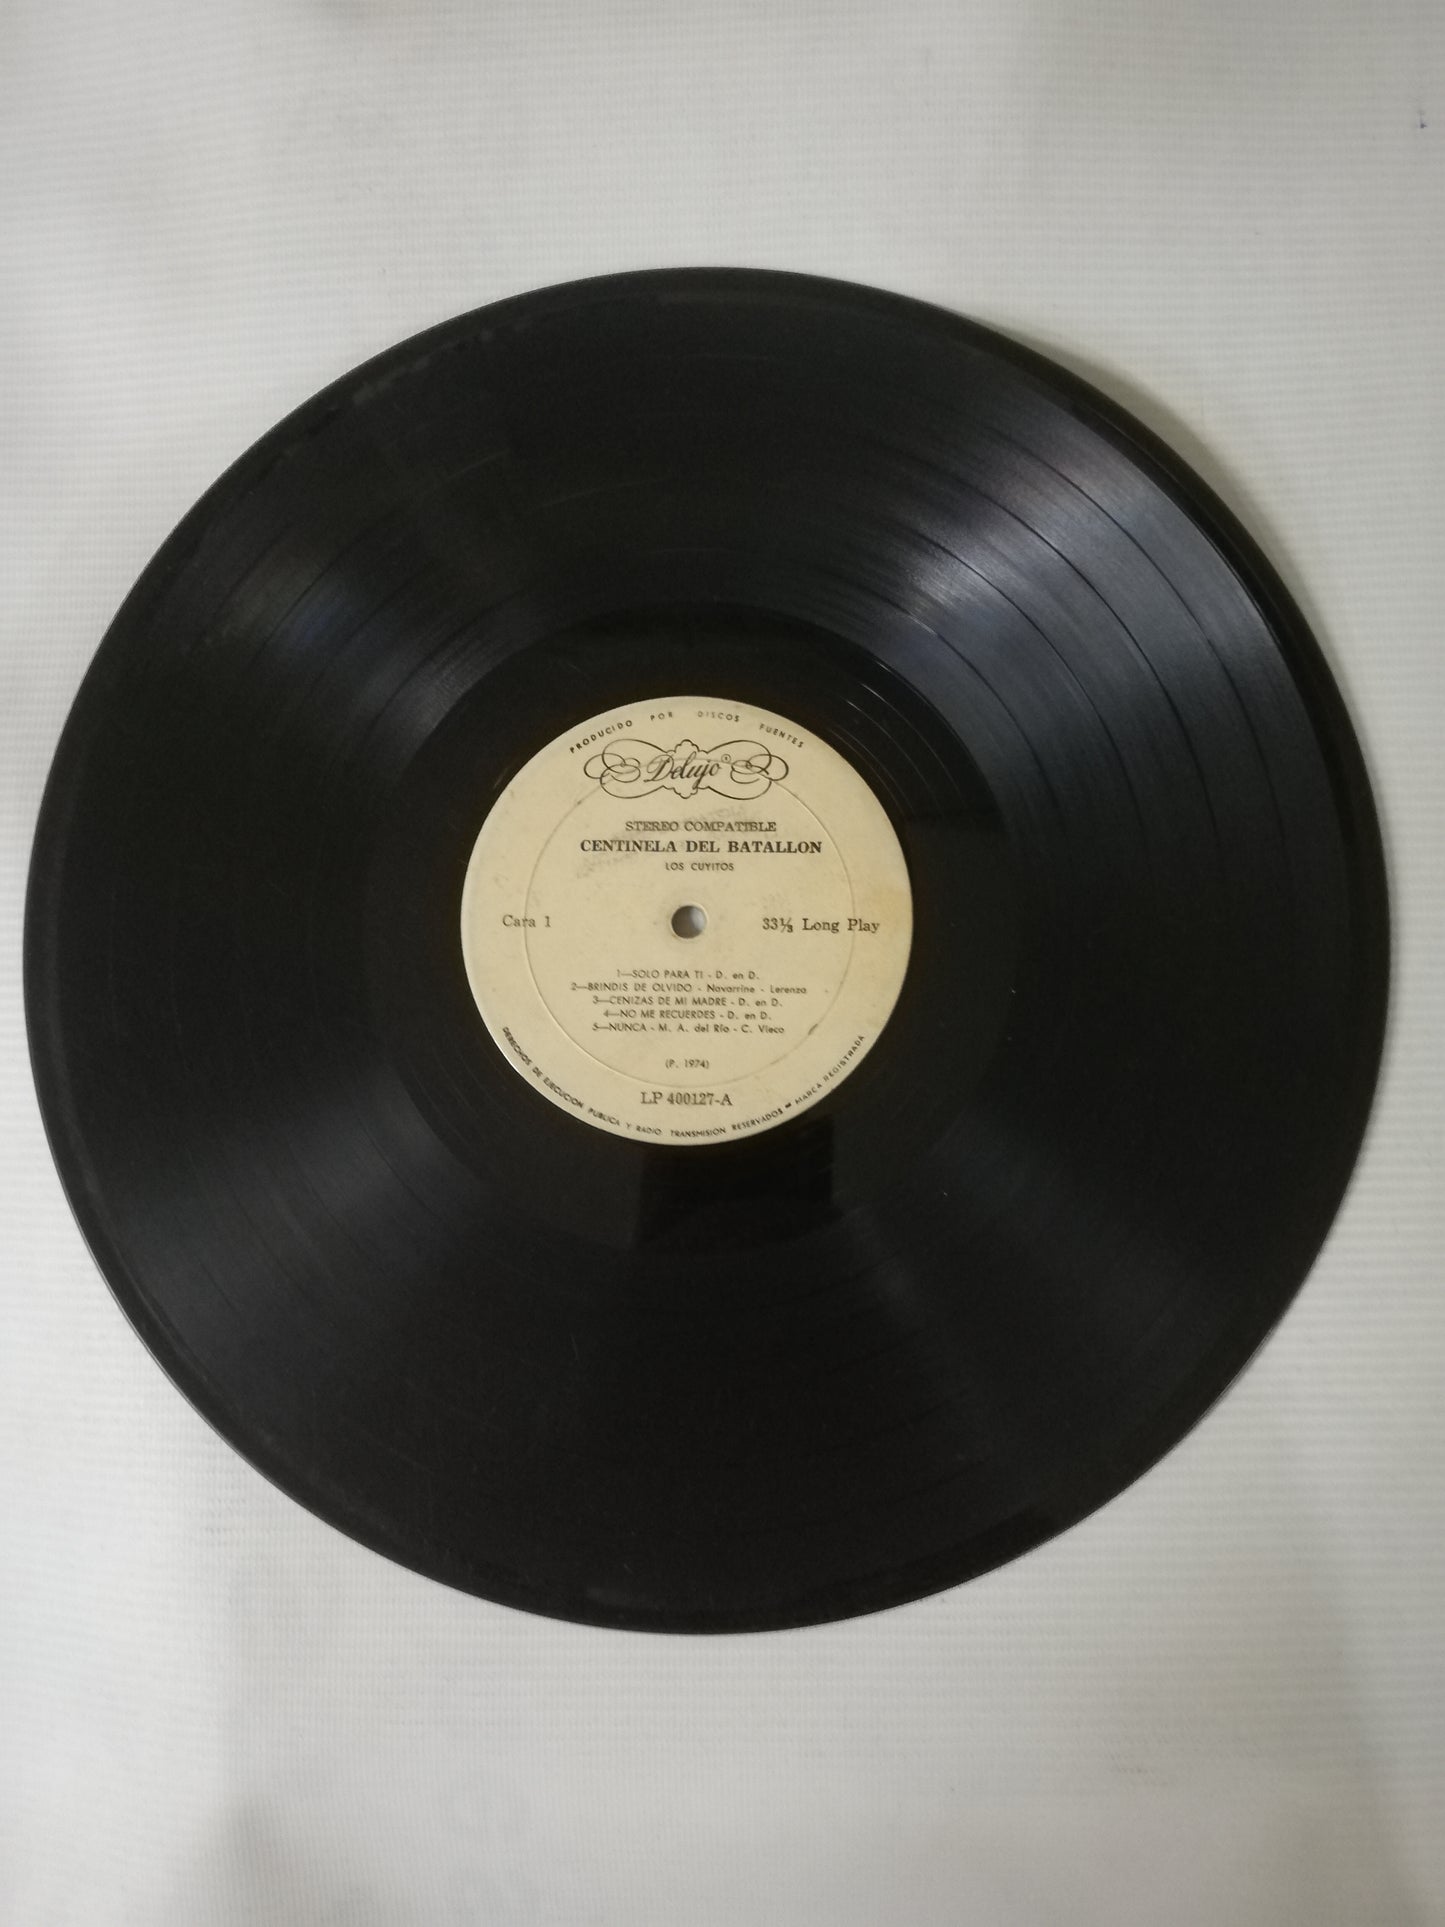 PRODUCIDO POR DISCOS FUENTES
Delujo®
STEREO COMPATIBLE
CENTINELA DEL BATALLON
LOS CUYITOS
Cara 1
33⅓ Long Play
1—SOLO PARA TI - D. en D.
2—BRINDIS DE OLVIDO - Navarrine - Lerenza
3—CENIZAS DE MI MADRE - D. en D.
4—NO ME RECUERDES - D. en D.
5—NUNCA - M. A. del Río - C. Vieco
(P. 1974)
LP 400127-A
DERECHOS DE EJECUCION PUBLICA Y RADIO TRANSMISION RESERVADOS - MARCA REGISTRADA